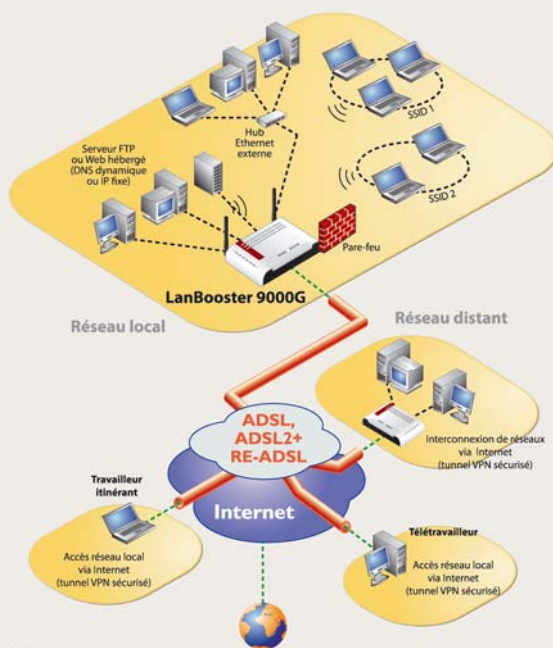 SSID 1
Hub
Ethernet
externe
Serveur FTP
ou Web hébergé
(DNS dynamique
ou IP fixe)
SSID 2
Pare-feu
LanBooster 9000G
Réseau local
Réseau distant
ADSL,
ADSL2+
RE-ADSL
Interconnexion de réseaux
via Internet
(tunnel VPN sécurisé)
Travailleur
itinérant
Internet
Accès réseau local
via Internet
(tunnel VPN sécurisé)
Télétravailleur
Accès réseau local
via Internet
(tunnel VPN sécurisé)